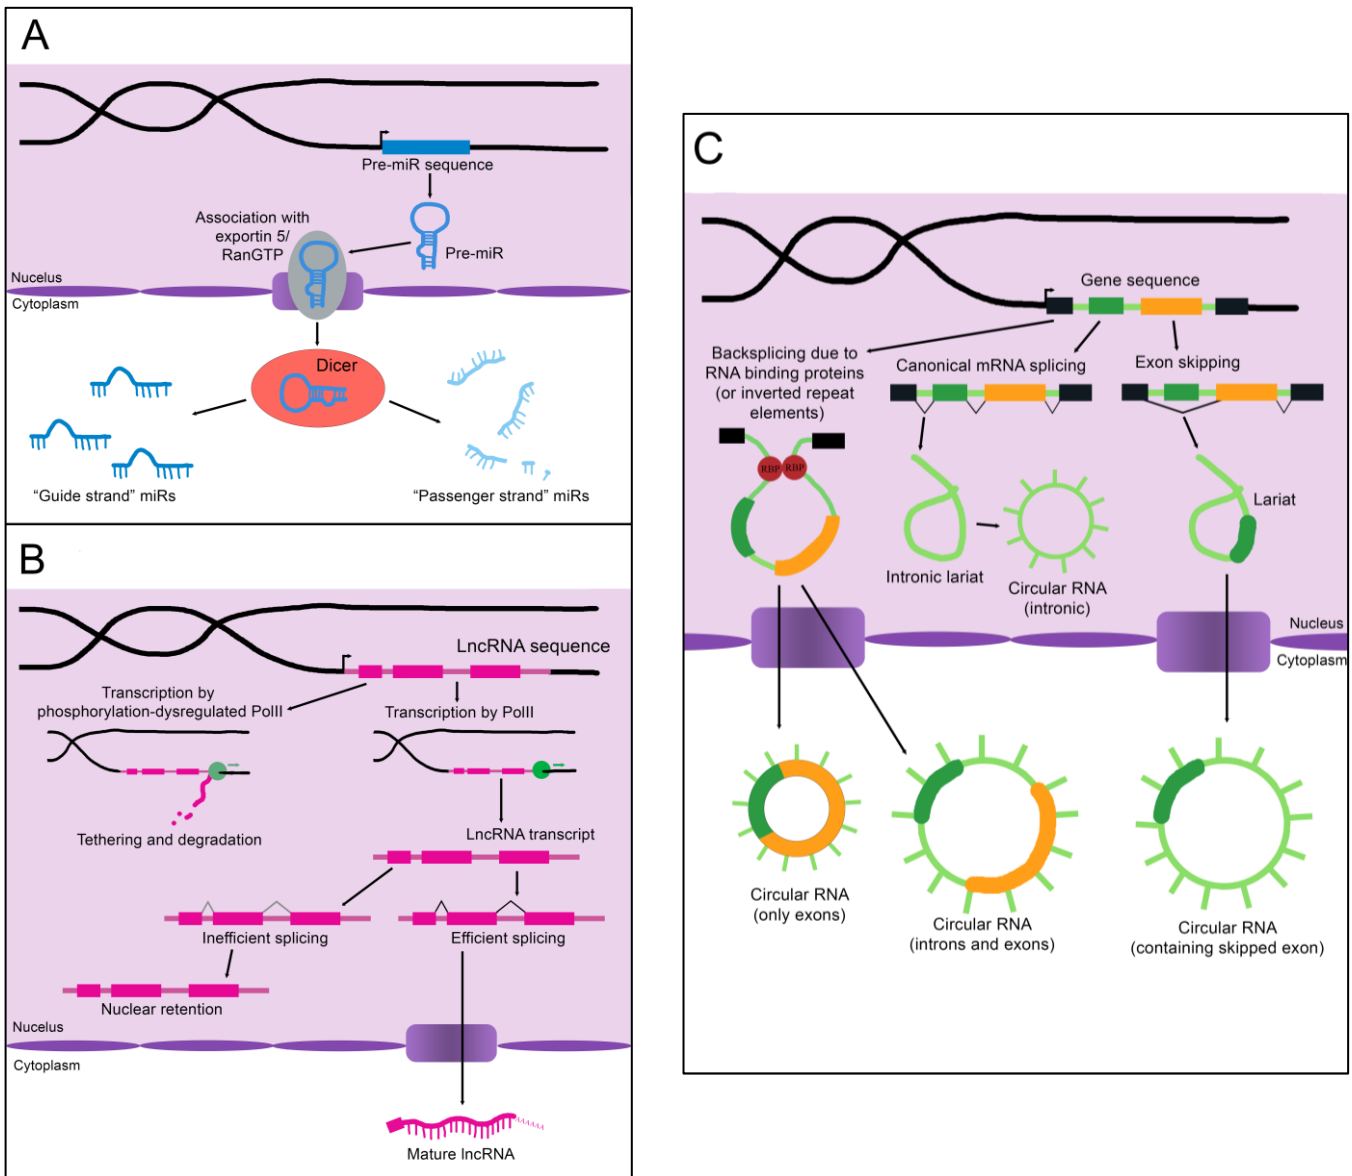 A
Pre-miR sequence
Association with
exportin 5/
RanGTP
Pre-miR
Nucelus
Cytoplasm
Dicer
"Guide strand" miRs
"Passenger strand" miRs
B
LncRNA sequence
Transcription by
phosphorylation-dysregulated PolII
Transcription by PolII
Tethering and degradation
LncRNA transcript
Inefficient splicing
Efficient splicing
Nuclear retention
Nucelus
Cytoplasm
AAAAAA
Mature lncRNA
C
Gene sequence
Backsplicing due to
RNA binding proteins
(or inverted repeat
elements)
Canonical mRNA splicing
Exon skipping
RBP RBP
Lariat
Intronic lariat
Circular RNA
(intronic)
Nucleus
Cytoplasm
Circular RNA
(only exons)
Circular RNA
(introns and exons)
Circular RNA
(containing skipped exon)